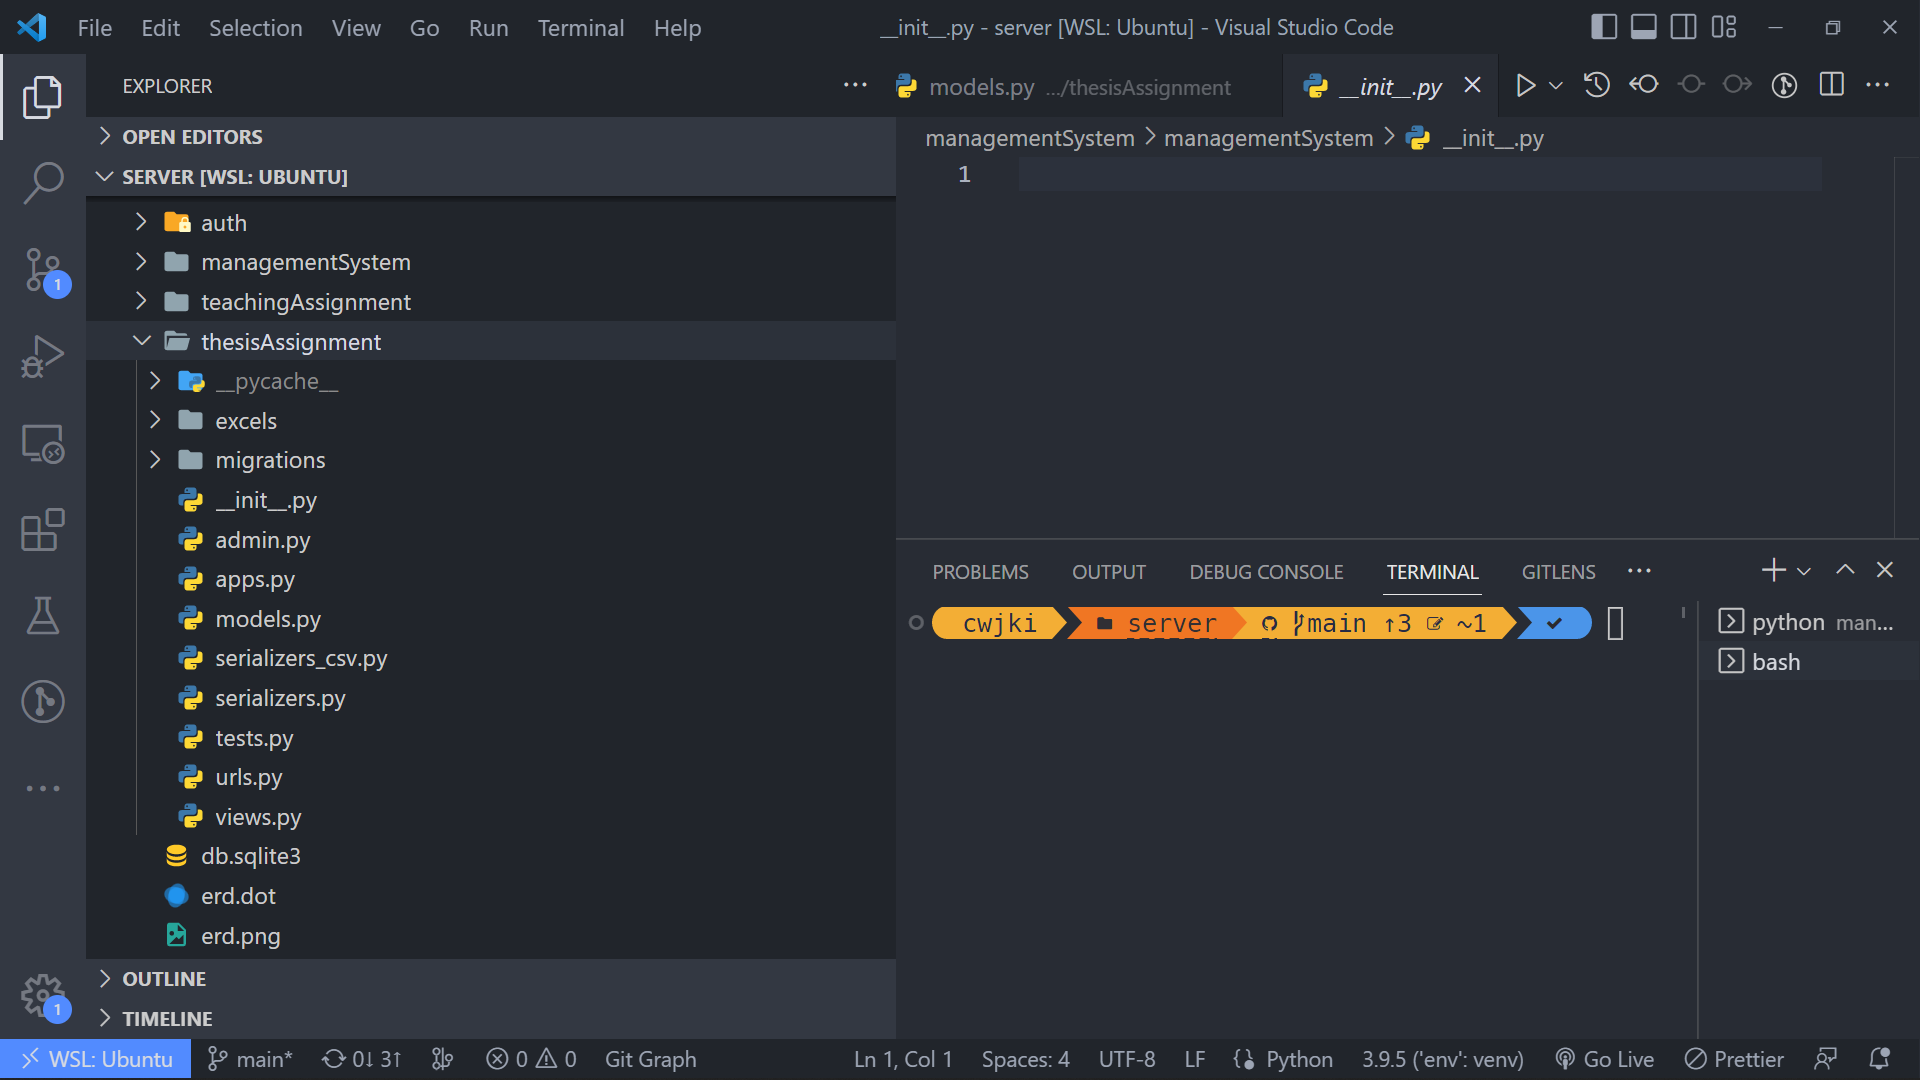 File Edit Selection View Go Run Terminal Help
__init__.py - server [WSL: Ubuntu] - Visual Studio Code
EXPLORER
models.py .../thesisAssignment
__init__.py
OPEN EDITORS
SERVER [WSL: UBUNTU]
auth
managementSystem
teachingAssignment
thesisAssignment
__pycache__
excels
migrations
__init__.py
admin.py
apps.py
models.py
serializers_csv.py
serializers.py
tests.py
urls.py
views.py
db.sqlite3
erd.dot
erd.png
OUTLINE
TIMELINE
1
1
managementSystem > managementSystem > __init__.py
1
PROBLEMS OUTPUT DEBUG CONSOLE TERMINAL GITLENS
cwjki server main ↑3 ~1
python man...
bash
WSL: Ubuntu main* 0↓ 3↑ 0 0 Git Graph Ln 1, Col 1 Spaces: 4 UTF-8 LF Python 3.9.5 ('env': venv) Go Live Prettier